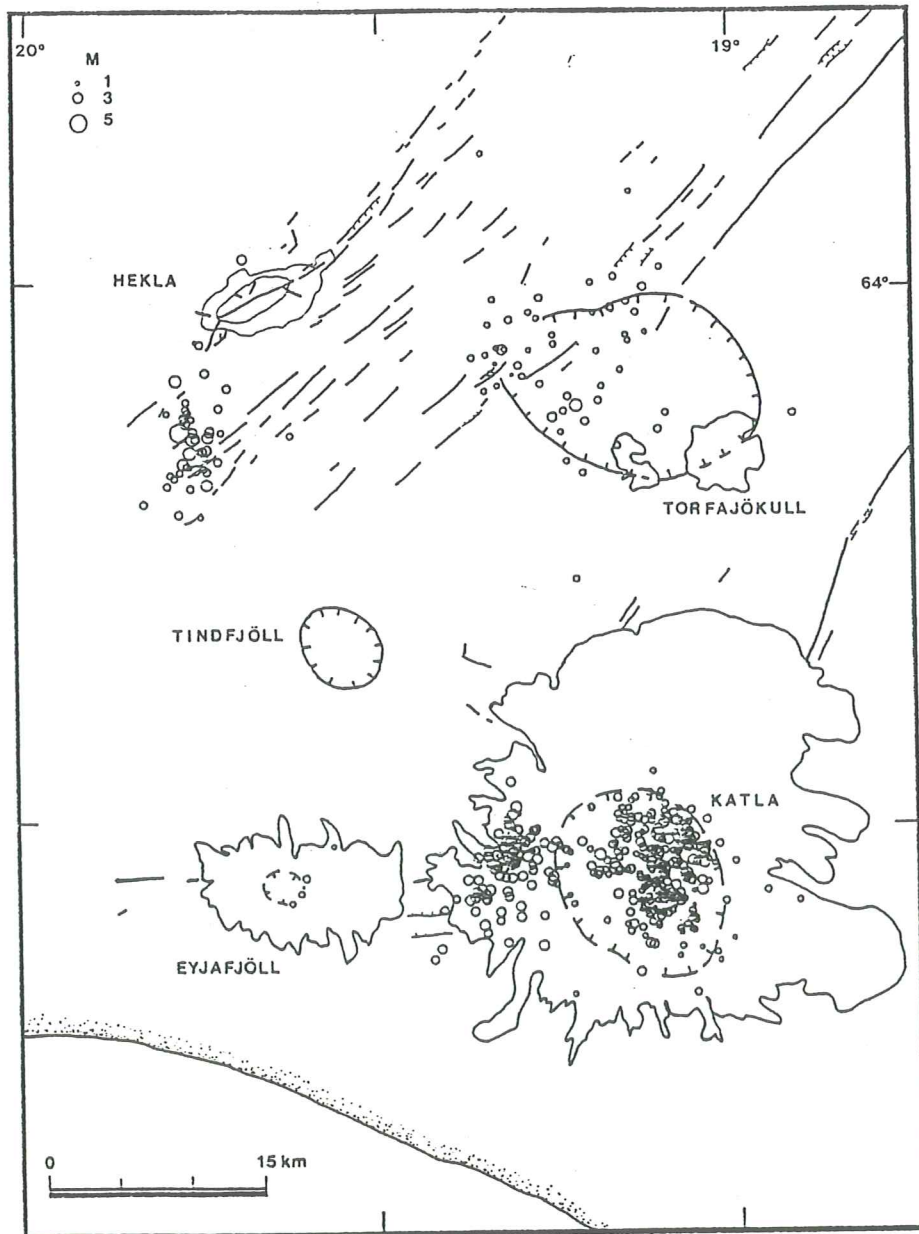 20°
19°
M
1
3
5
HEKLA
64°
TORFAJÖKULL
TINDFJÖLL
KATLA
EYJAFJÖLL
0 15 km